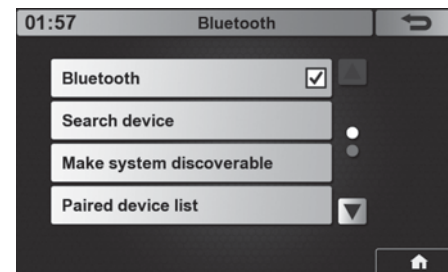 01:57 Bluetooth
Bluetooth
Search device
Make system discoverable
Paired device list